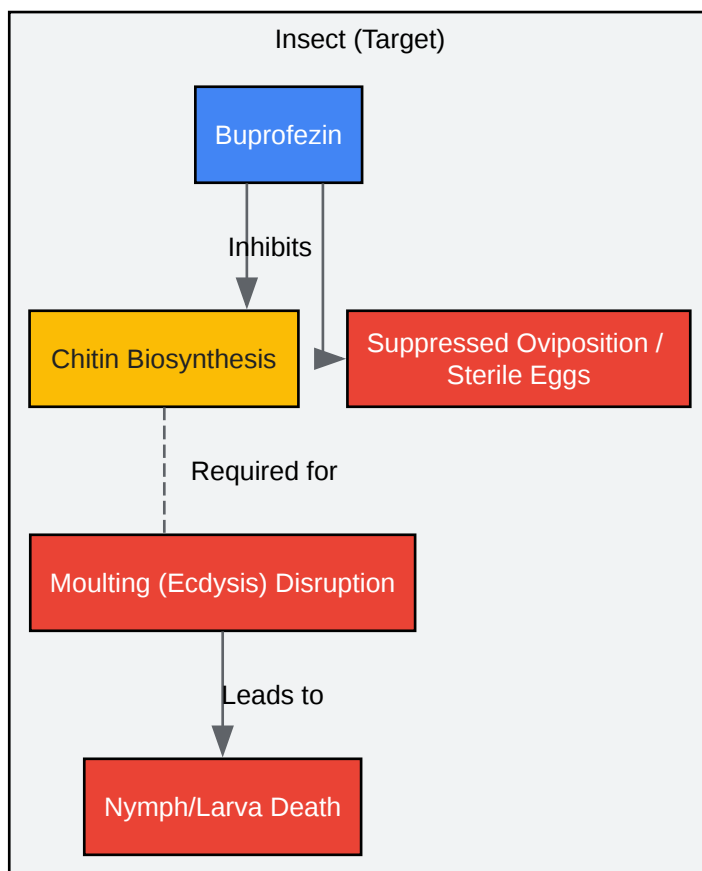 Insect (Target)
Buprofezin
Inhibits
Chitin Biosynthesis
Suppressed Oviposition /
Sterile Eggs
Required for
Moulting (Ecdysis) Disruption
Leads to
Nymph/Larva Death